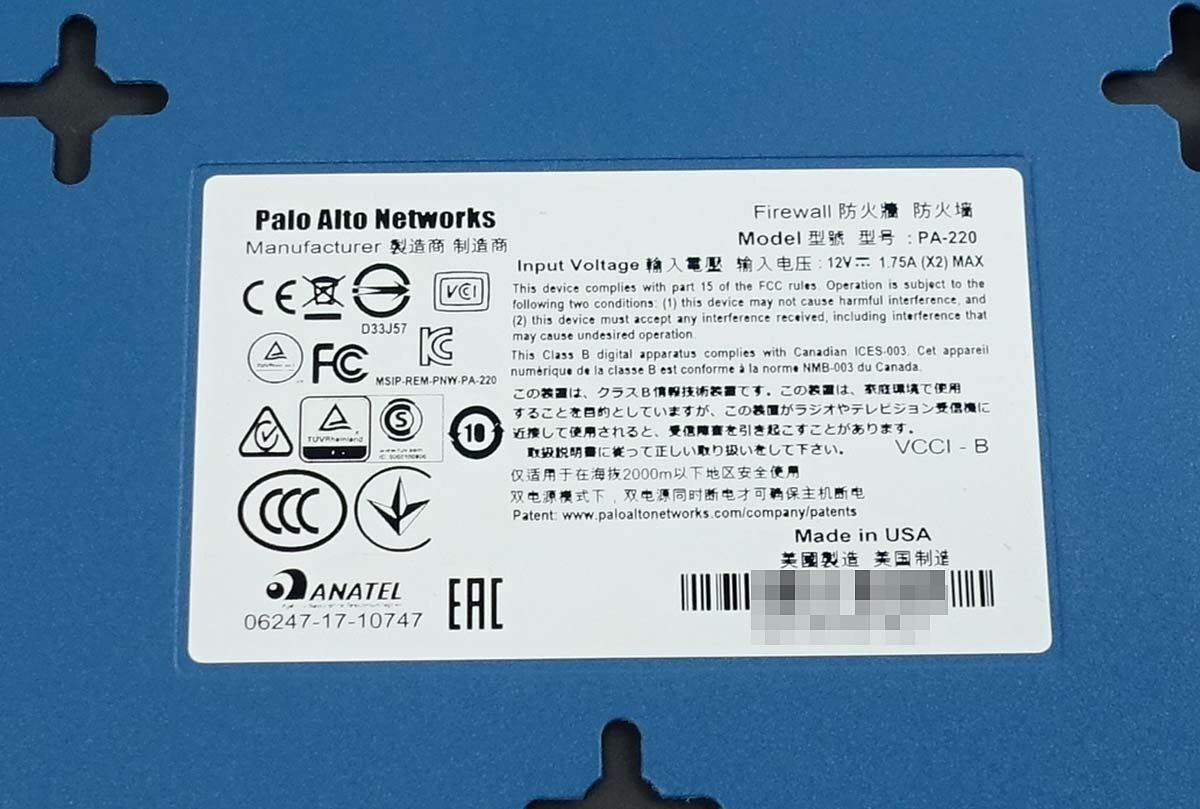 Palo Alto Networks
Manufacturer 製造商 制造商
Firewall 防火牆 防火墙
Model 型號 型号 : PA-220
Input Voltage 輸入電壓 输入电压 : 12V⎓ 1.75A (X2) MAX
This device complies with part 15 of the FCC rules. Operation is subject to the
following two conditions: (1) this device may not cause harmful interference, and
(2) this device must accept any interference received, including interference that
may cause undesired operation.
This Class B digital apparatus complies with Canadian ICES-003. Cet appareil
numérique de la classe B est conforme à la norme NMB-003 du Canada.
この装置は、クラスB情報技術装置です。この装置は、家庭環境で使用
することを目的としていますが、この装置がラジオやテレビジョン受信機に
近接して使用されると、受信障害を引き起こすことがあります。
取扱説明書に従って正しい取り扱いをして下さい。
VCCI - B
仅适用于在海拔2000m以下地区安全使用
双电源模式下，双电源同时断电才可确保主机断电
Patent: www.paloaltonetworks.com/company/patents
Made in USA
美國製造 美国制造
CE
VCI
D33J57
FC
KC
MSIP-REM-PNW-PA-220
TÜVRheinland
S
www.tuv.com
10
CCC
ANATEL
06247-17-10747
EAC